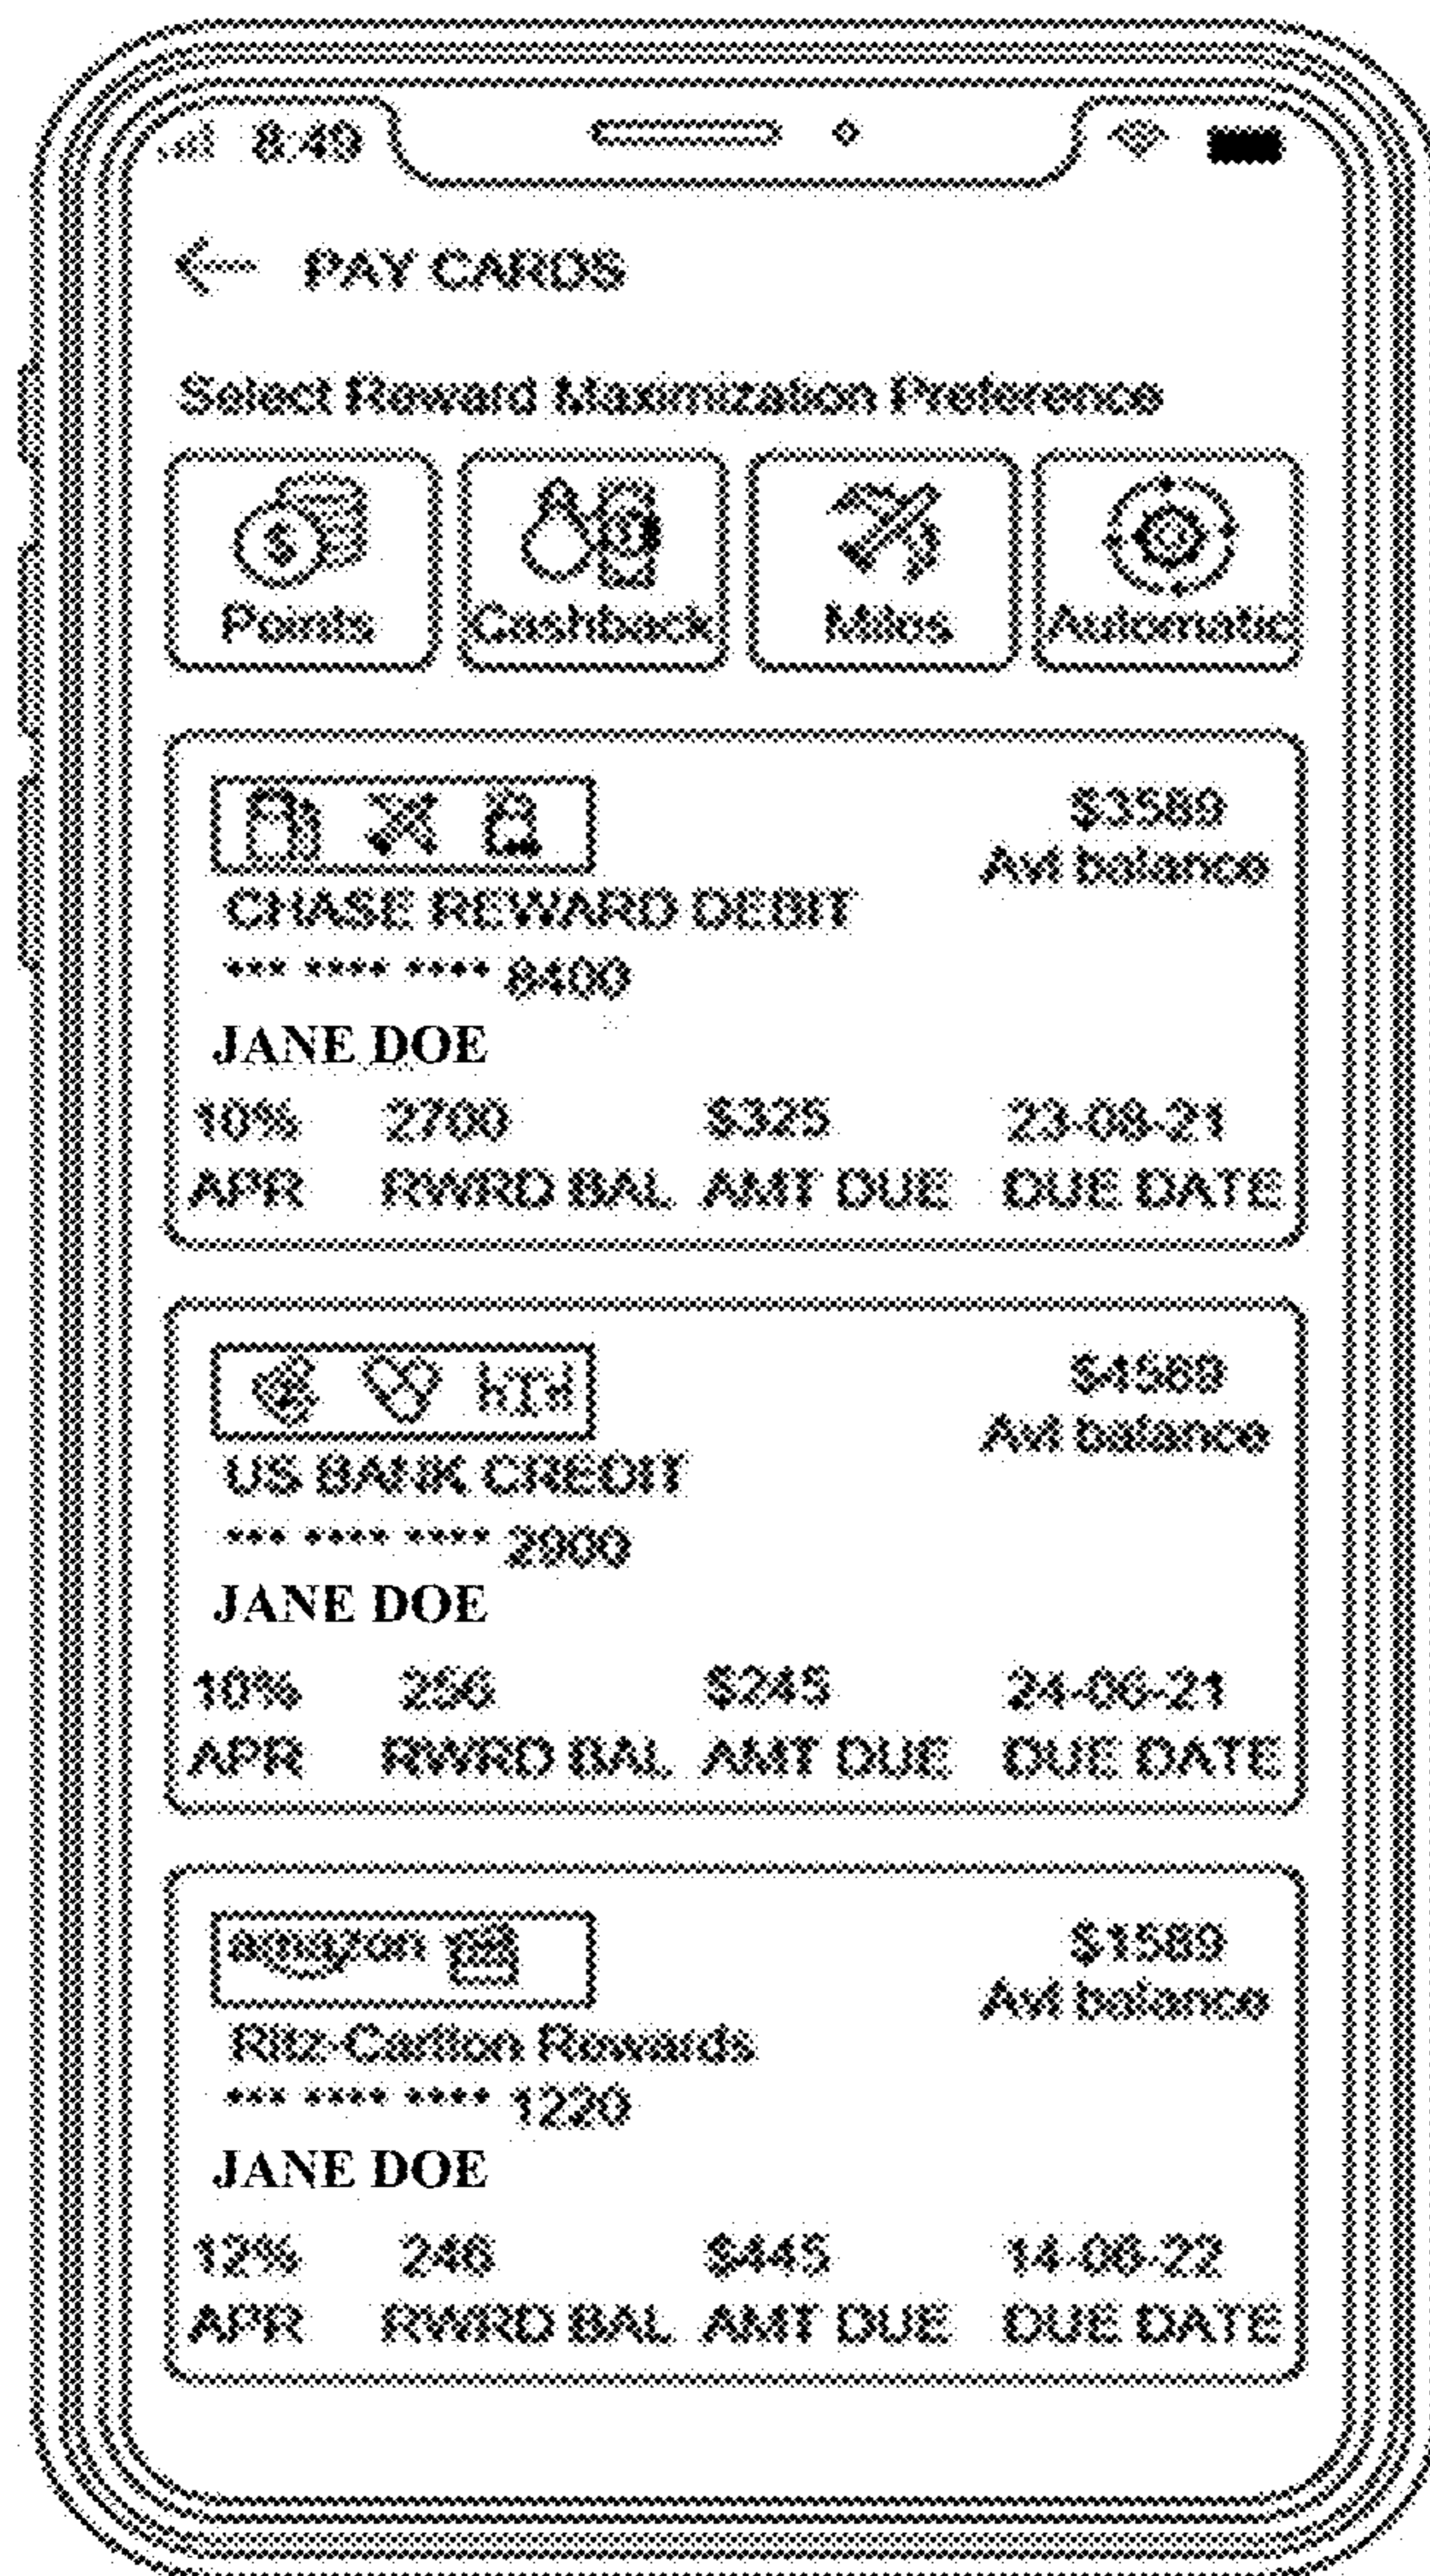 8:49
← PAY CARDS
Select Reward Maximization Preference
Points Cashback Miles Automatic
$3589
Avl balance
CHASE REWARD DEBIT
*** **** **** 8400
JANE DOE
10% 2700 $325 23-08-21
APR RWRD BAL AMT DUE DUE DATE
$4589
Avl balance
US BANK CREDIT
*** **** **** 2900
JANE DOE
10% 256 $245 24-06-21
APR RWRD BAL AMT DUE DUE DATE
amazon
$1589
Avl balance
Ritz-Carlton Rewards
*** **** **** 1220
JANE DOE
12% 246 $445 14-06-22
APR RWRD BAL AMT DUE DUE DATE